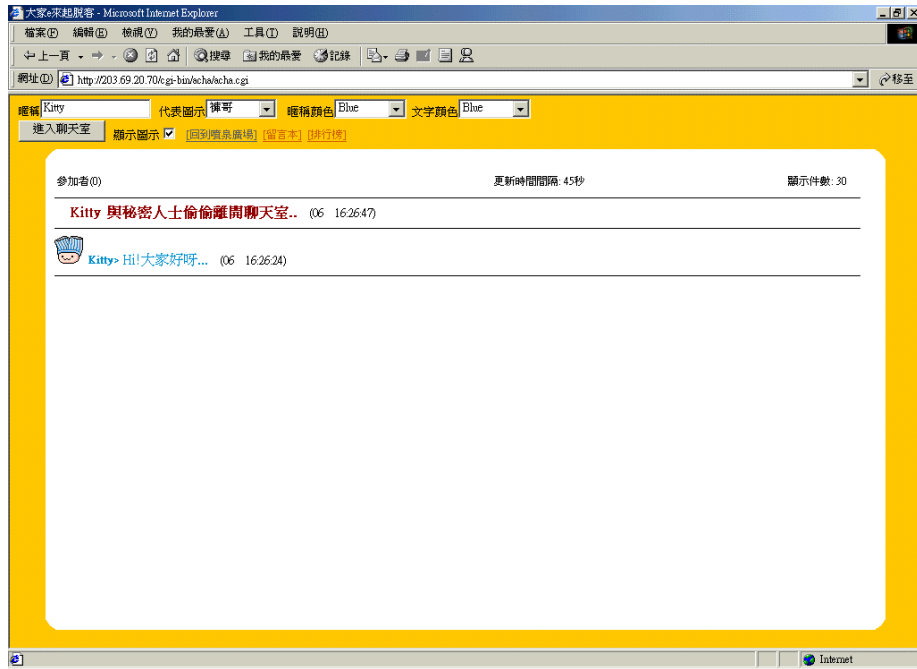 大家e來起脫客 - Microsoft Internet Explorer
檔案(F) 編輯(E) 檢視(V) 我的最愛(A) 工具(T) 說明(H)
上一頁 搜尋 我的最愛 記錄
網址(D) http://203.69.20.70/cgi-bin/acha/acha.cgi 移至
暱稱 Kitty 代表圖示 褲哥 暱稱顏色 Blue 文字顏色 Blue
進入聊天室 顯示圖示 [回到噴泉廣場] [留言本] [排行榜]
參加者(0) 更新時間間隔: 45秒 顯示件數: 30
Kitty 與秘密人士偷偷離開聊天室.. (06 16:26:47)
Kitty> Hi!大家好呀... (06 16:26:24)
Internet